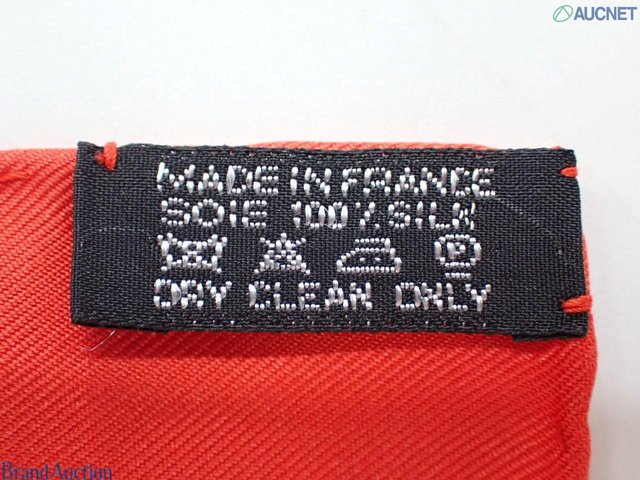 AUCNET
MADE IN FRANCE
SOIE 100% SILK
P
DRY CLEAN ONLY
Brand Auction